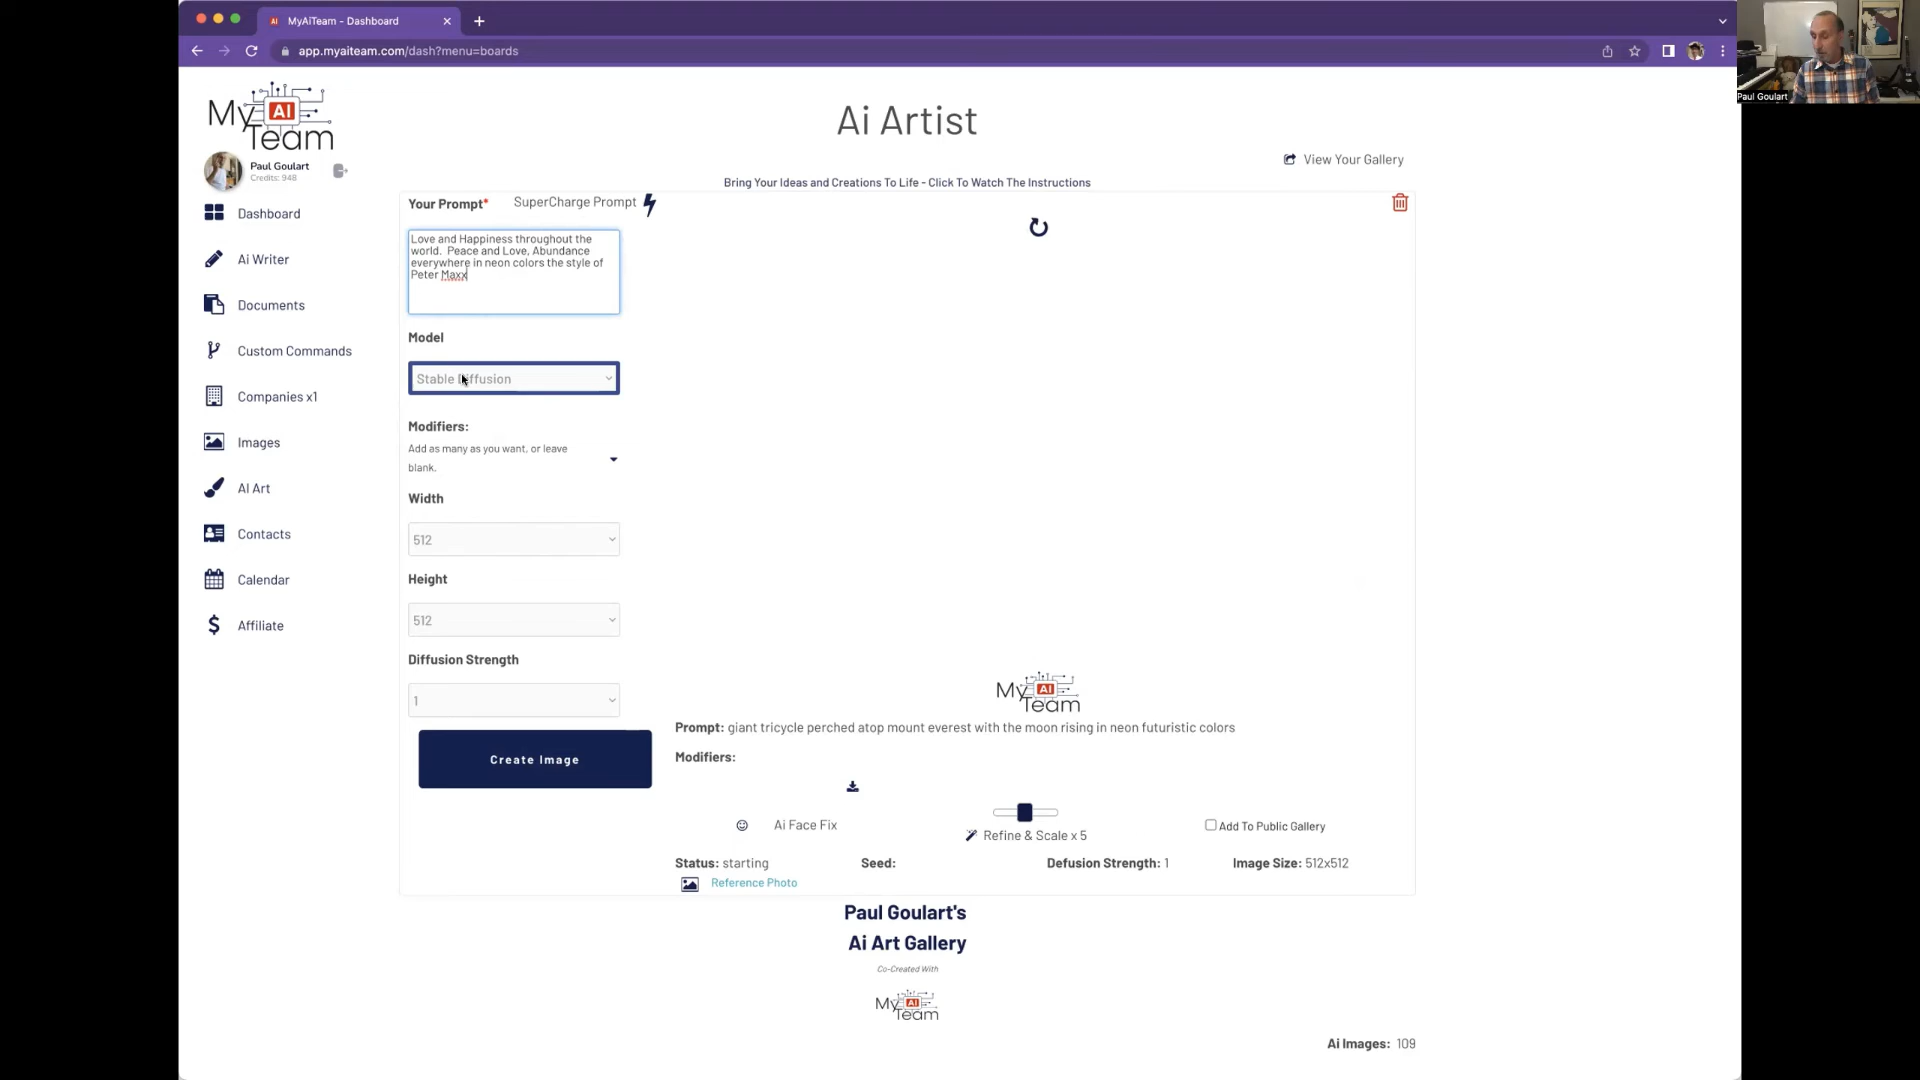 MyAiTeam - Dashboard
app.myaiteam.com/dash?menu=boards
Paul Goulart
My AI Team
Paul Goulart
Credits: 948
Dashboard
Ai Writer
Documents
Custom Commands
Companies x1
Images
AI Art
Contacts
Calendar
Affiliate
Ai Artist
View Your Gallery
Bring Your Ideas and Creations To Life - Click To Watch The Instructions
Your Prompt* SuperCharge Prompt
Love and Happiness throughout the
world. Peace and Love, Abundance
everywhere in neon colors the style of
Peter Maxx
Model
Stable Diffusion
Modifiers:
Add as many as you want, or leave
blank.
Width
512
Height
512
Diffusion Strength
1
Create Image
My AI Team
Prompt: giant tricycle perched atop mount everest with the moon rising in neon futuristic colors
Modifiers:
Ai Face Fix
Refine & Scale x 5
Add To Public Gallery
Status: starting Seed: Defusion Strength: 1 Image Size: 512x512
Reference Photo
Paul Goulart's
Ai Art Gallery
Co-Created With
My AI Team
Ai Images: 109